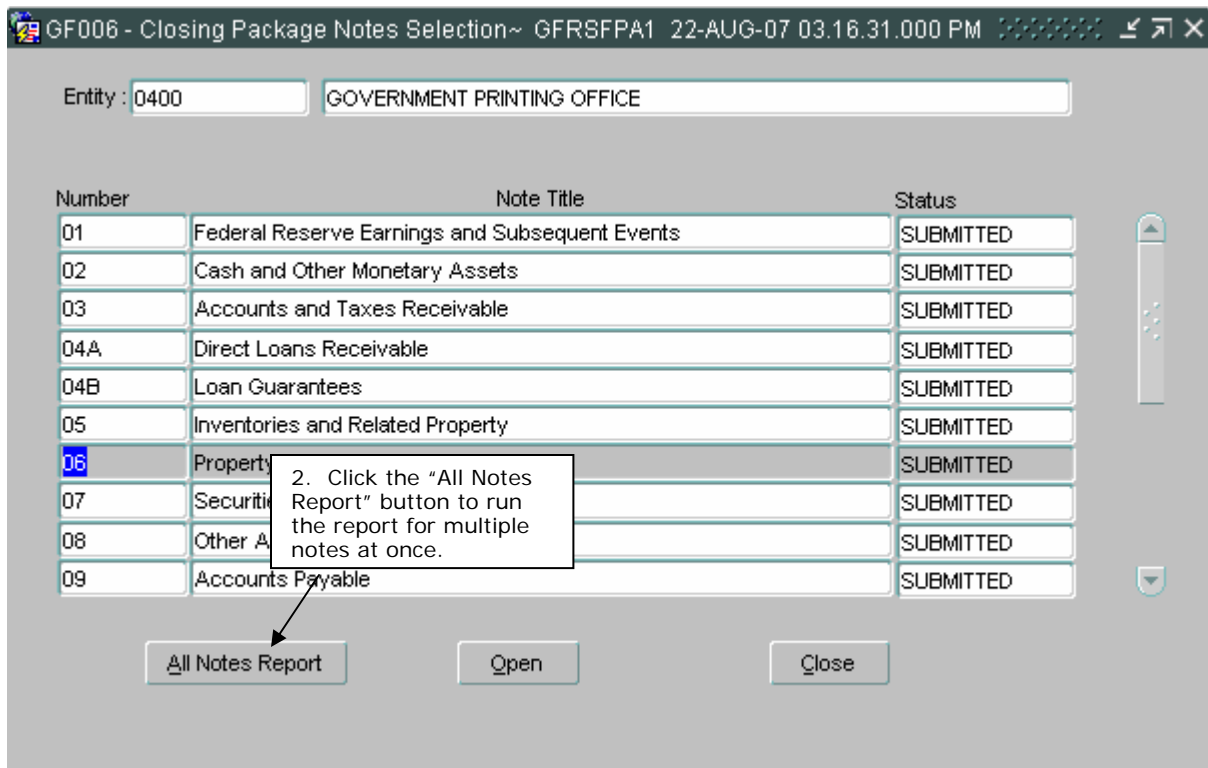 GF006 - Closing Package Notes Selection~ GFRSFPA1 22-AUG-07 03.16.31.000 PM
Entity : 0400 GOVERNMENT PRINTING OFFICE
Number Note Title Status
01 Federal Reserve Earnings and Subsequent Events SUBMITTED
02 Cash and Other Monetary Assets SUBMITTED
03 Accounts and Taxes Receivable SUBMITTED
04A Direct Loans Receivable SUBMITTED
04B Loan Guarantees SUBMITTED
05 Inventories and Related Property SUBMITTED
06 Property SUBMITTED
07 Securiti SUBMITTED
08 Other A SUBMITTED
09 Accounts Payable SUBMITTED
2. Click the "All Notes
Report" button to run
the report for multiple
notes at once.
All Notes Report Open Close